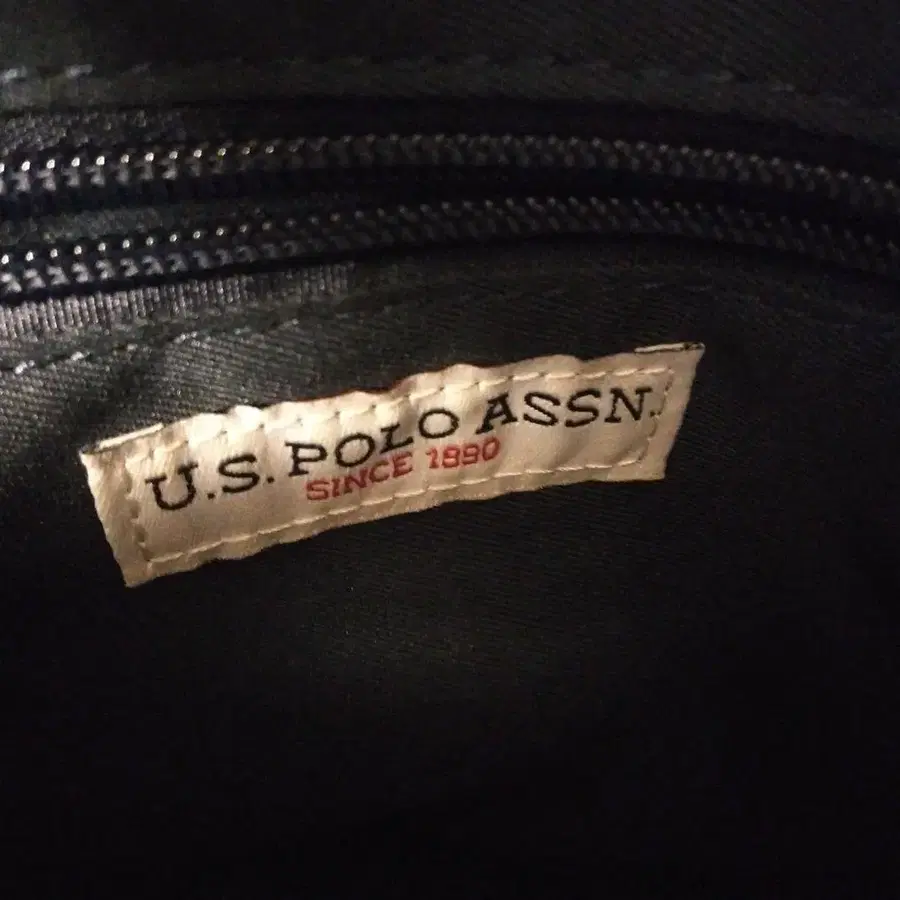 U.S. POLO ASSN.
SINCE 1890